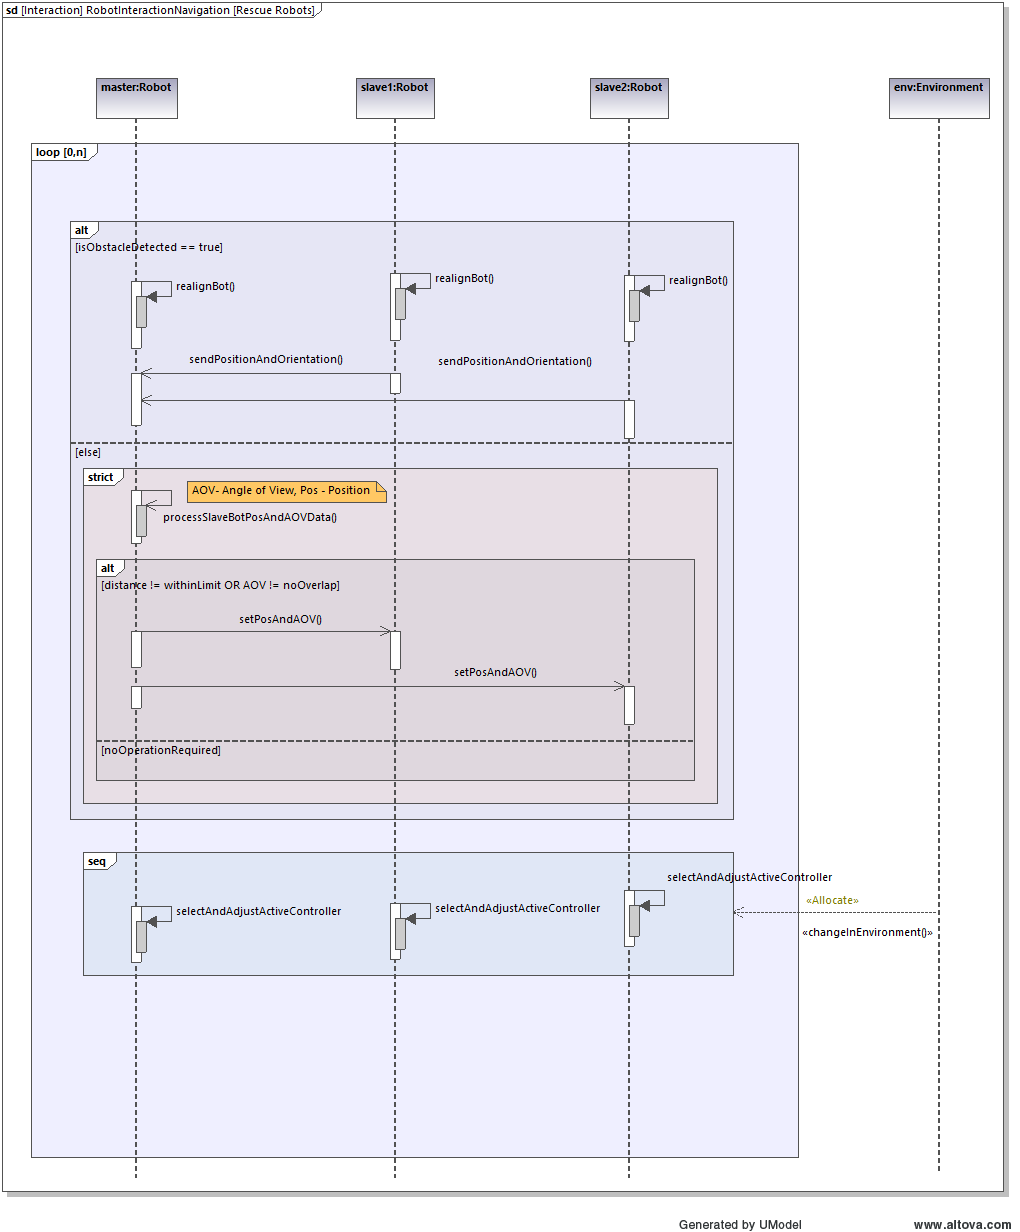 sd [Interaction] RobotInteractionNavigation [Rescue Robots]
master:Robot
slave1:Robot
slave2:Robot
env:Environment
loop [0,n]
alt
[isObstacleDetected == true]
realignBot()
realignBot()
realignBot()
sendPositionAndOrientation()
sendPositionAndOrientation()
[else]
strict
AOV- Angle of View, Pos - Position
processSlaveBotPosAndAOVData()
alt
[distance != withinLimit OR AOV != noOverlap]
setPosAndAOV()
setPosAndAOV()
[noOperationRequired]
seq
selectAndAdjustActiveController
selectAndAdjustActiveController
selectAndAdjustActiveController
«Allocate»
«changeInEnvironment()»
Generated by UModel
www.altova.com